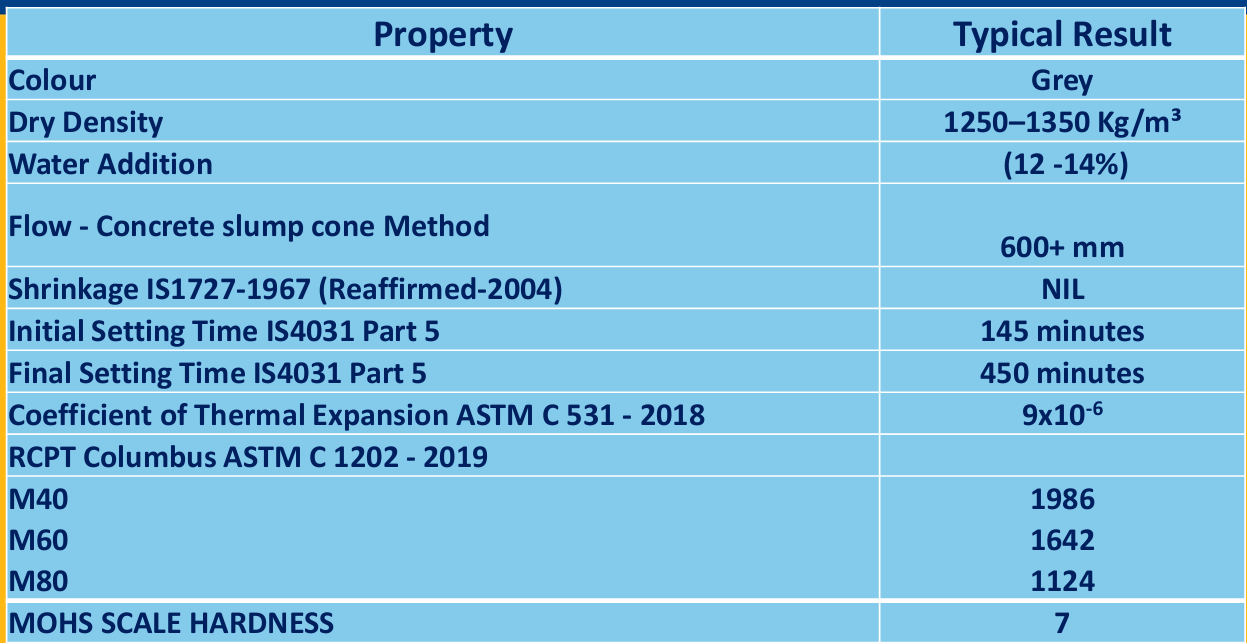 Property Typical Result
Colour Grey
Dry Density 1250–1350 Kg/m³
Water Addition (12 -14%)
Flow - Concrete slump cone Method 600+ mm
Shrinkage IS1727-1967 (Reaffirmed-2004) NIL
Initial Setting Time IS4031 Part 5 145 minutes
Final Setting Time IS4031 Part 5 450 minutes
Coefficient of Thermal Expansion ASTM C 531 - 2018 9x10⁻⁶
RCPT Columbus ASTM C 1202 - 2019
M40 1986
M60 1642
M80 1124
MOHS SCALE HARDNESS 7